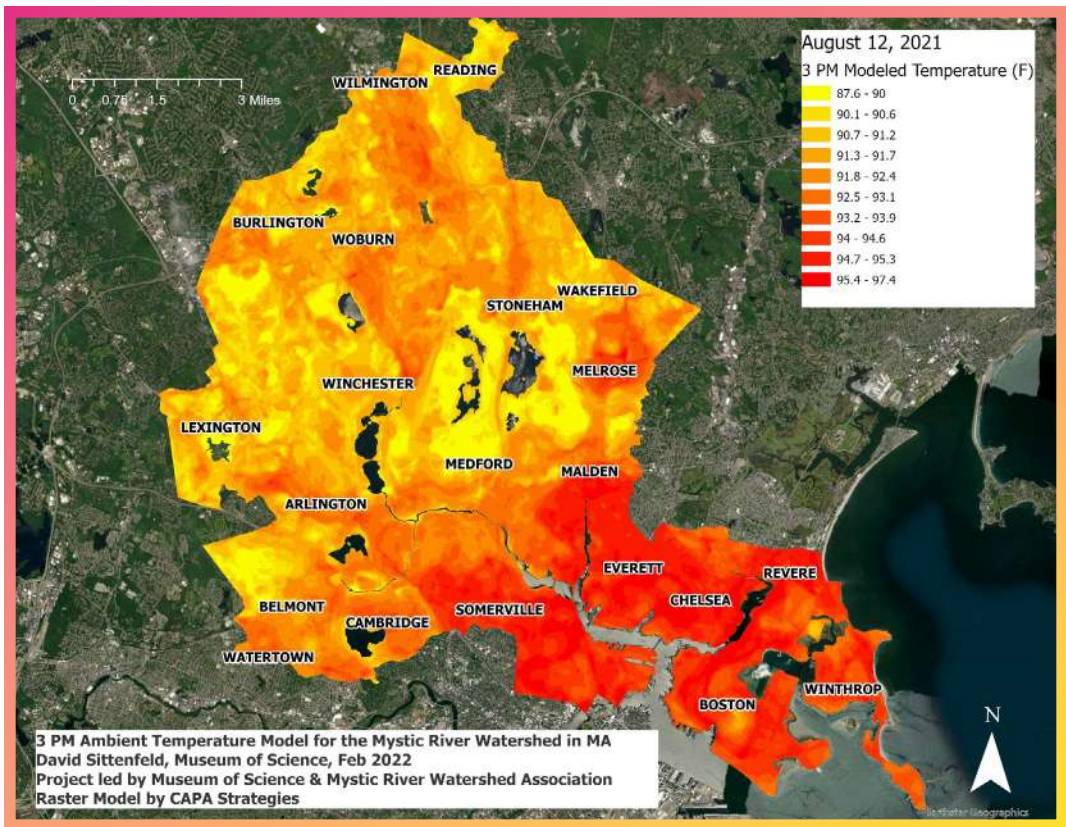 August 12, 2021
3 PM Modeled Temperature (F)
87.6 - 90
90.1 - 90.6
90.7 - 91.2
91.3 - 91.7
91.8 - 92.4
92.5 - 93.1
93.2 - 93.9
94 - 94.6
94.7 - 95.3
95.4 - 97.4
0 0.75 1.5 3 Miles
READING
WILMINGTON
BURLINGTON
WOBURN
WAKEFIELD
STONEHAM
MELROSE
WINCHESTER
LEXINGTON
MEDFORD
MALDEN
ARLINGTON
EVERETT
REVERE
CHELSEA
BELMONT
SOMERVILLE
CAMBRIDGE
WATERTOWN
WINTHROP
BOSTON
N
3 PM Ambient Temperature Model for the Mystic River Watershed in MA
David Sittenfeld, Museum of Science, Feb 2022
Project led by Museum of Science & Mystic River Watershed Association
Raster Model by CAPA Strategies
Geographics